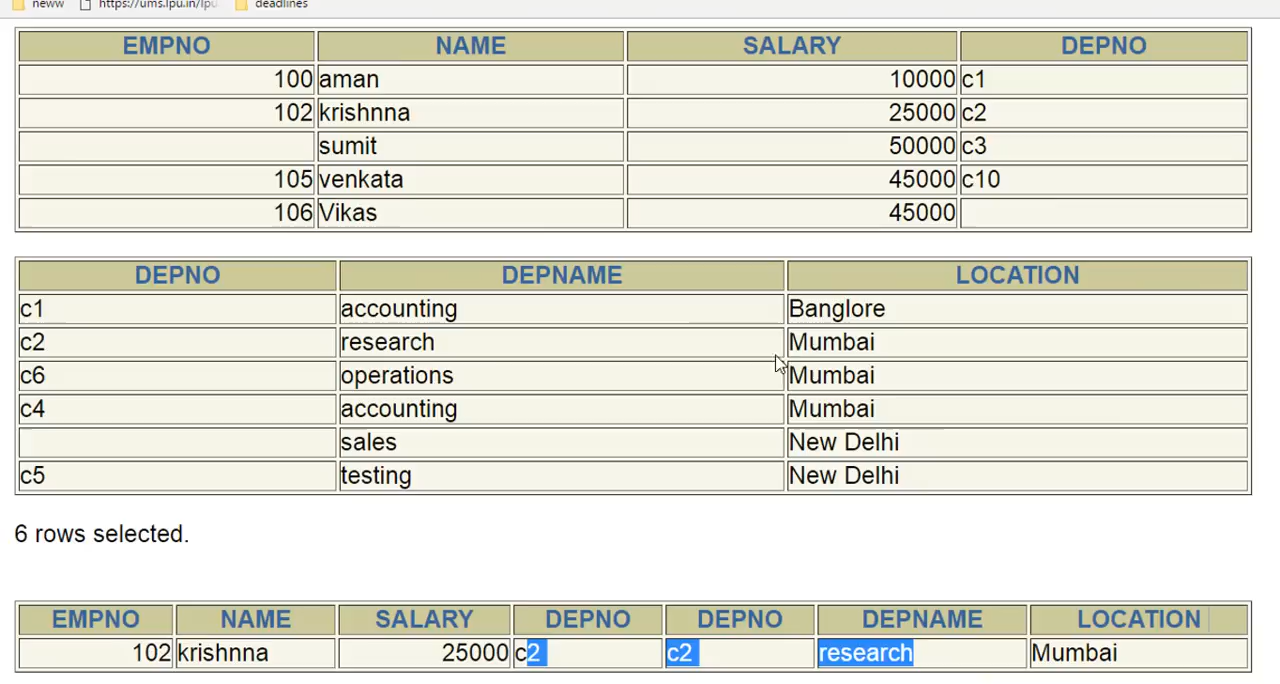 neww https://ums.lpu.in/lpu deadlines
EMPNO NAME SALARY DEPNO
100 aman 10000 c1
102 krishnna 25000 c2
sumit 50000 c3
105 venkata 45000 c10
106 Vikas 45000
DEPNO DEPNAME LOCATION
c1 accounting Banglore
c2 research Mumbai
c6 operations Mumbai
c4 accounting Mumbai
sales New Delhi
c5 testing New Delhi
6 rows selected.
EMPNO NAME SALARY DEPNO DEPNO DEPNAME LOCATION
102 krishnna 25000 c2 c2 research Mumbai